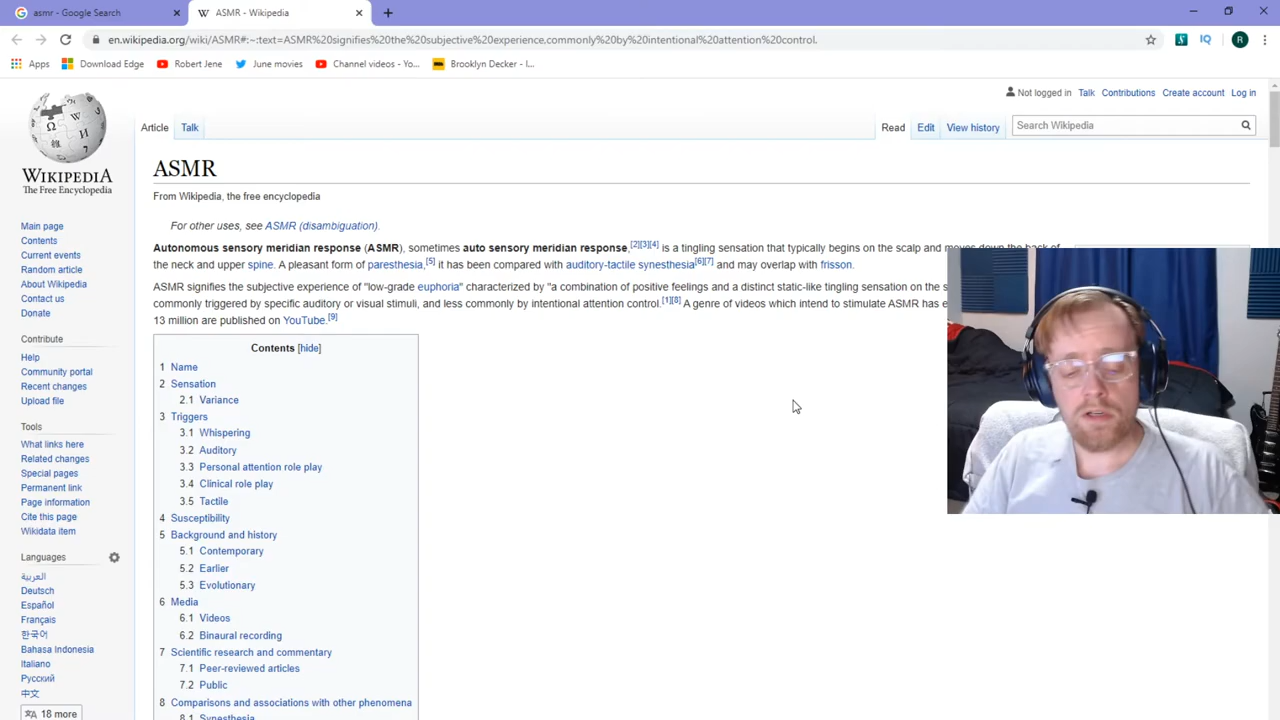 asmr - Google Search
ASMR - Wikipedia
en.wikipedia.org/wiki/ASMR#:~:text=ASMR%20signifies%20the%20subjective%20experience,commonly%20by%20intentional%20attention%20control.
R
Apps
Download Edge
Robert Jene
June movies
Channel videos - Yo...
Brooklyn Decker - I...
Not logged in Talk Contributions Create account Log in
Article Talk
Read Edit View history
Search Wikipedia
WIKIPEDIA
The Free Encyclopedia
Main page
Contents
Current events
Random article
About Wikipedia
Contact us
Donate
Contribute
Help
Community portal
Recent changes
Upload file
Tools
What links here
Related changes
Special pages
Permanent link
Page information
Cite this page
Wikidata item
Languages
العربية
Deutsch
Español
Français
한국어
Bahasa Indonesia
Italiano
Русский
中文
18 more
ASMR
From Wikipedia, the free encyclopedia
For other uses, see ASMR (disambiguation).
Autonomous sensory meridian response (ASMR), sometimes auto sensory meridian response,[2][3][4] is a tingling sensation that typically begins on the scalp and moves down the back of
the neck and upper spine. A pleasant form of paresthesia,[5] it has been compared with auditory-tactile synesthesia[6][7] and may overlap with frisson.
ASMR signifies the subjective experience of "low-grade euphoria" characterized by "a combination of positive feelings and a distinct static-like tingling sensation on the s
commonly triggered by specific auditory or visual stimuli, and less commonly by intentional attention control.[1][8] A genre of videos which intend to stimulate ASMR has e
13 million are published on YouTube.[9]
Contents [hide]
1 Name
2 Sensation
2.1 Variance
3 Triggers
3.1 Whispering
3.2 Auditory
3.3 Personal attention role play
3.4 Clinical role play
3.5 Tactile
4 Susceptibility
5 Background and history
5.1 Contemporary
5.2 Earlier
5.3 Evolutionary
6 Media
6.1 Videos
6.2 Binaural recording
7 Scientific research and commentary
7.1 Peer-reviewed articles
7.2 Public
8 Comparisons and associations with other phenomena
8.1 Synesthesia